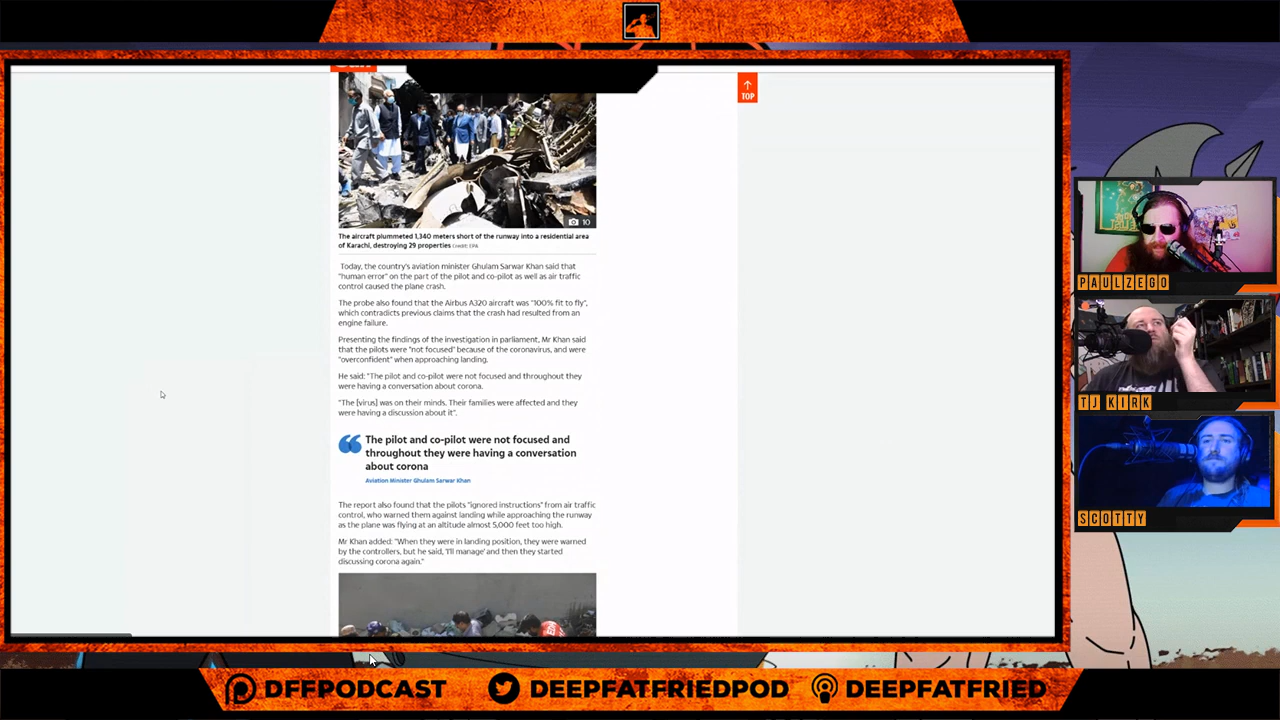 TOP
10
The aircraft plummeted 1,340 meters short of the runway into a residential area
of Karachi, destroying 29 properties Credit: EPA
Today, the country's aviation minister Ghulam Sarwar Khan said that
"human error" on the part of the pilot and co-pilot as well as air traffic
control caused the plane crash.
The probe also found that the Airbus A320 aircraft was "100% fit to fly",
which contradicts previous claims that the crash had resulted from an
engine failure.
Presenting the findings of the investigation in parliament, Mr Khan said
that the pilots were "not focused" because of the coronavirus, and were
"overconfident" when approaching landing.
He said: "The pilot and co-pilot were not focused and throughout they
were having a conversation about corona.
"The [virus] was on their minds. Their families were affected and they
were having a discussion about it".
The pilot and co-pilot were not focused and
throughout they were having a conversation
about corona
Aviation Minister Ghulam Sarwar Khan
The report also found that the pilots "ignored instructions" from air traffic
control, who warned them against landing while approaching the runway
as the plane was flying at an altitude almost 5,000 feet too high.
Mr Khan added: "When they were in landing position, they were warned
by the controllers, but he said, 'I'll manage' and then they started
discussing corona again."
PAULZEGO
TJ KIRK
SCOTTY
DFFPODCAST
DEEPFATFRIEDPOD
DEEPFATFRIED